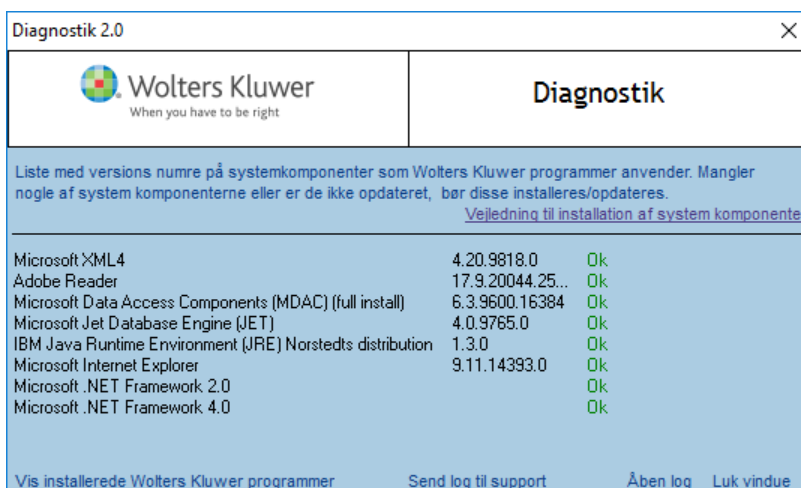 Diagnostik 2.0
Wolters Kluwer
When you have to be right
Diagnostik
Liste med versions numre på systemkomponenter som Wolters Kluwer programmer anvender. Mangler
nogle af system komponenterne eller er de ikke opdateret, bør disse installeres/opdateres.
Vejledning til installation af system komponente
Microsoft XML4 4.20.9818.0 Ok
Adobe Reader 17.9.20044.25... Ok
Microsoft Data Access Components (MDAC) (full install) 6.3.9600.16384 Ok
Microsoft Jet Database Engine (JET) 4.0.9765.0 Ok
IBM Java Runtime Environment (JRE) Norstedts distribution 1.3.0 Ok
Microsoft Internet Explorer 9.11.14393.0 Ok
Microsoft .NET Framework 2.0 Ok
Microsoft .NET Framework 4.0 Ok
Vis installerede Wolters Kluwer programmer Send log til support Åben log Luk vindue